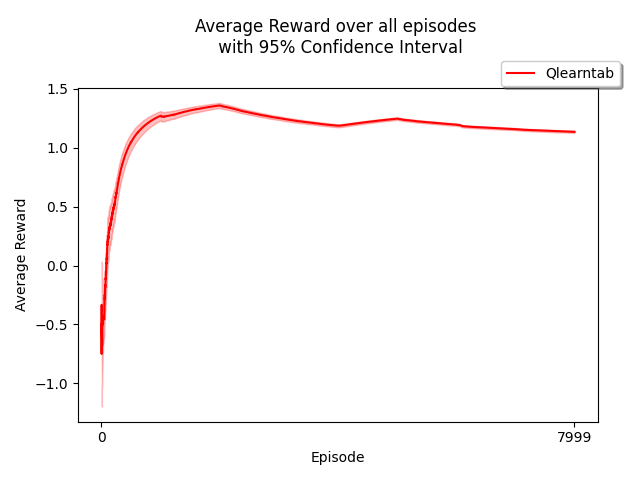 Average Reward over all episodes
with 95% Confidence Interval
Qlearntab
1.5
1.0
0.5
0.0
−0.5
−1.0
Average Reward
0
7999
Episode